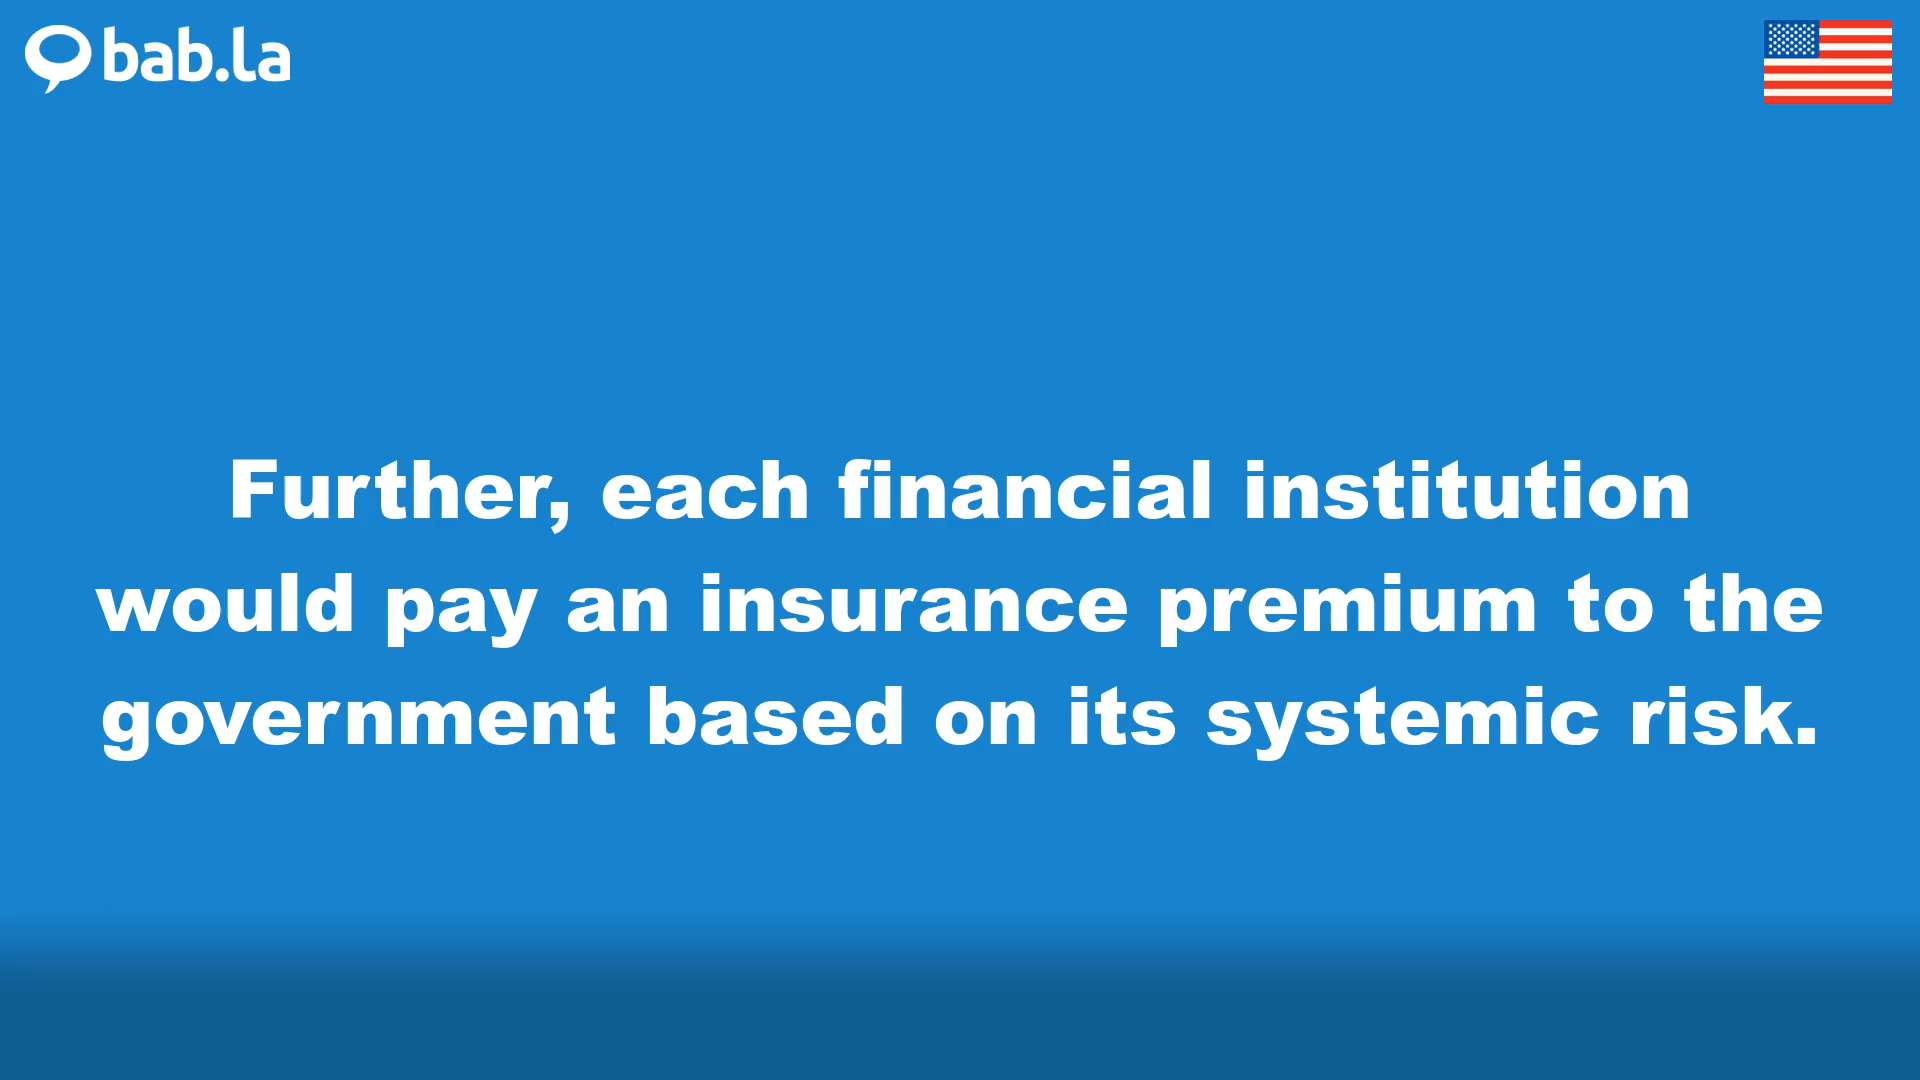 bab.la
Further, each financial institution
would pay an insurance premium to the
government based on its systemic risk.